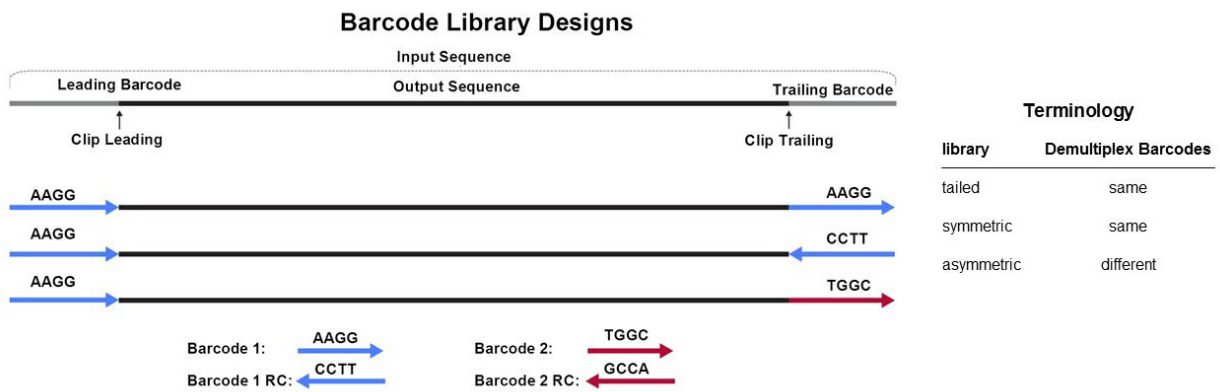 Barcode Library Designs
Input Sequence
Leading Barcode Output Sequence Trailing Barcode
Clip Leading Clip Trailing
AAGG AAGG
AAGG CCTT
AAGG TGGC
Barcode 1: AAGG Barcode 2: TGGC
Barcode 1 RC: CCTT Barcode 2 RC: GCCA
Terminology
library Demultiplex Barcodes
tailed same
symmetric same
asymmetric different